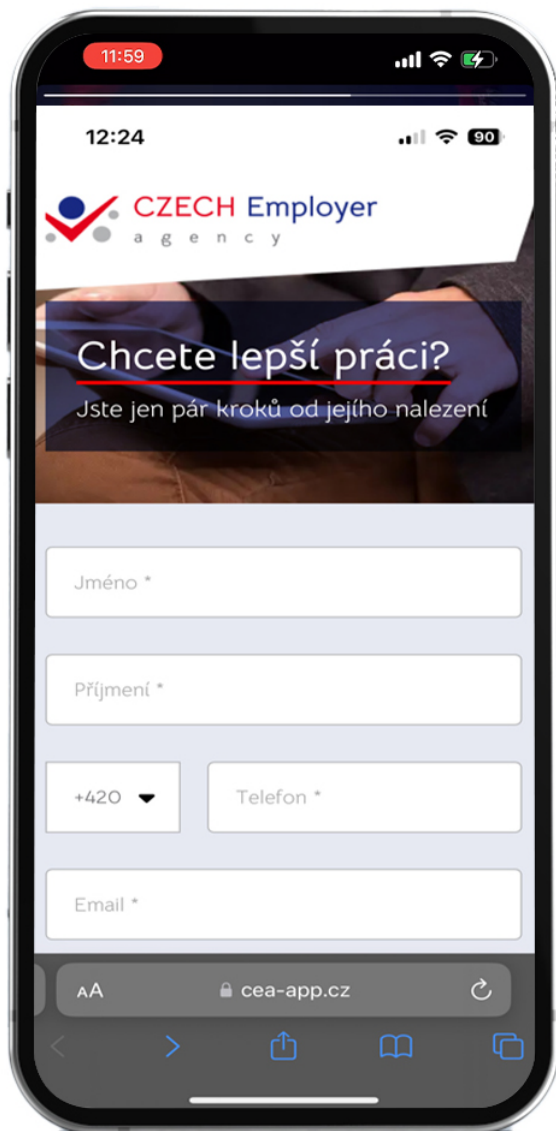 11:59
12:24
90
CZECH Employer
agency
Chcete lepší práci?
Jste jen pár kroků od jejího nalezení
Jméno *
Příjmení *
+420
Telefon *
Email *
AA
cea-app.cz